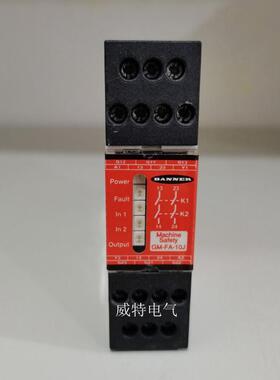 BANNER
Power
Fault
In 1
In 2
Output
13 23
K1
K2
14 24
Machine
Safety
GM-FA-10J
威特电气